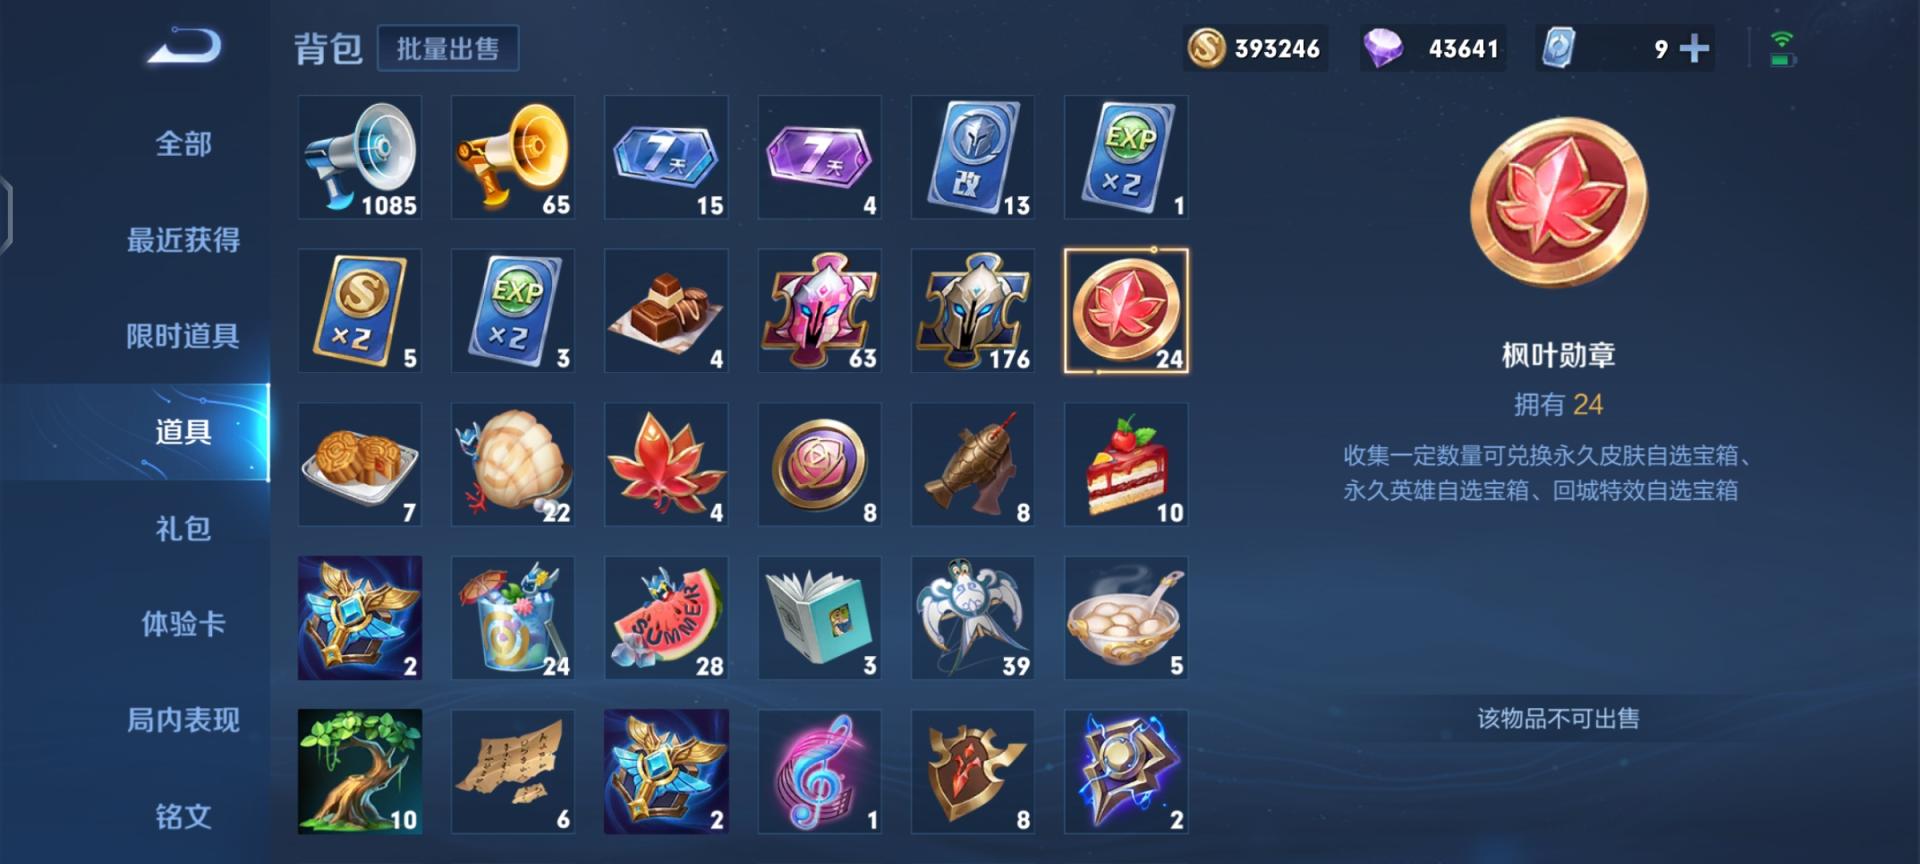 背包 批量出售 393246 43641 9
全部
最近获得
限时道具
道具
礼包
体验卡
局内表现
铭文
7天 7天 改 EXP ×2
1085 65 15 4 13 1
S ×2 EXP ×2
5 3 4 63 176 24
7 22 4 8 8 10
SUMMER
2 24 28 3 39 5
10 6 2 1 8 2
枫叶勋章
拥有 24
收集一定数量可兑换永久皮肤自选宝箱、
永久英雄自选宝箱、回城特效自选宝箱
该物品不可出售